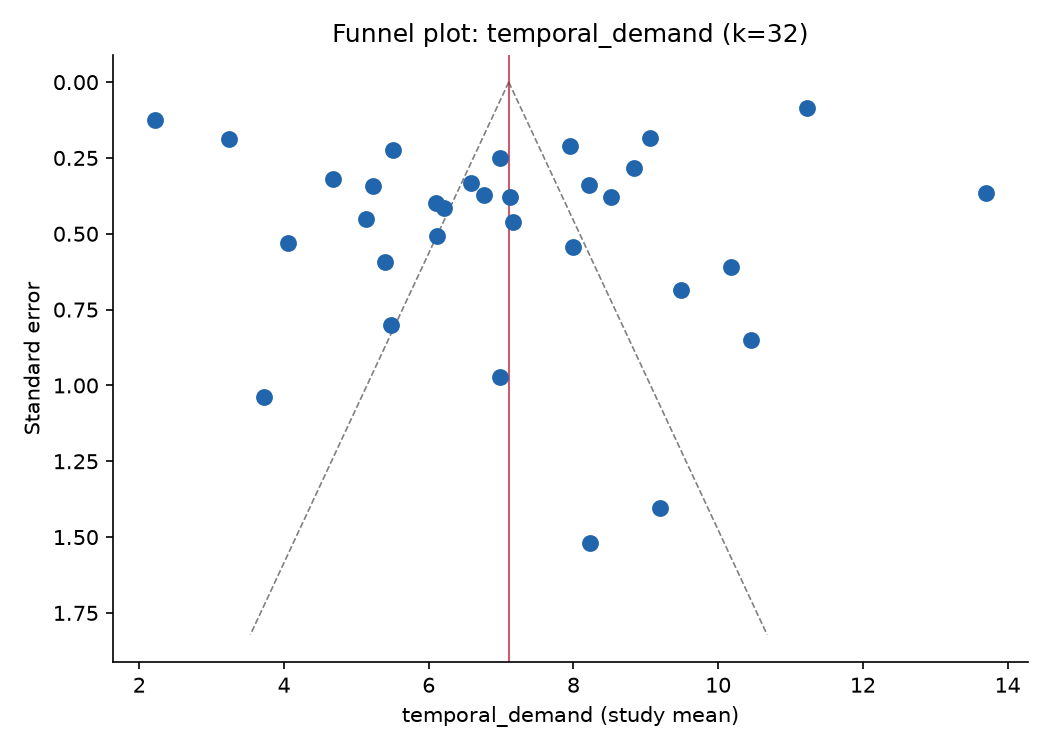 Funnel plot: temporal_demand (k=32)
Standard error
0.00
0.25
0.50
0.75
1.00
1.25
1.50
1.75
2 4 6 8 10 12 14
temporal_demand (study mean)